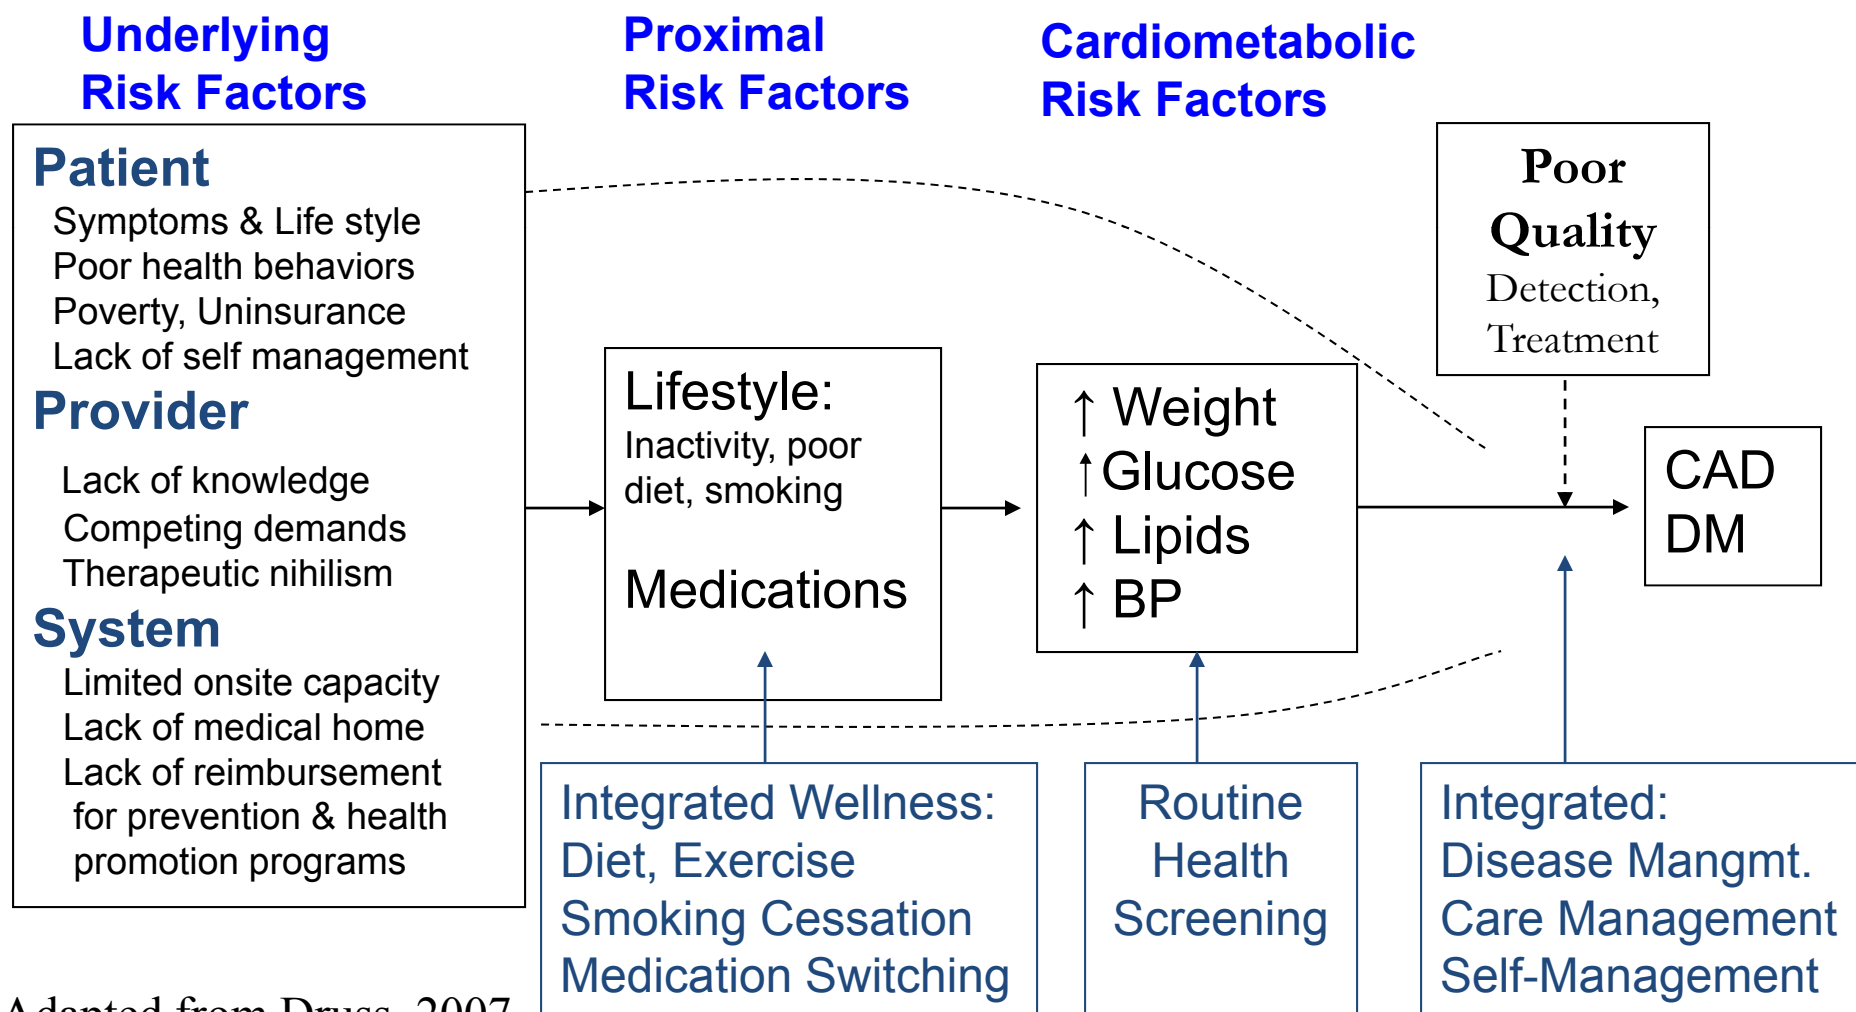 Underlying
Risk Factors
Proximal
Risk Factors
Cardiometabolic
Risk Factors
Patient
Symptoms & Life style
Poor health behaviors
Poverty, Uninsurance
Lack of self management
Provider
Lack of knowledge
Competing demands
Therapeutic nihilism
System
Limited onsite capacity
Lack of medical home
Lack of reimbursement
for prevention & health
promotion programs
Lifestyle:
Inactivity, poor
diet, smoking
Medications
↑ Weight
↑Glucose
↑ Lipids
↑ BP
Poor
Quality
Detection,
Treatment
CAD
DM
Integrated Wellness:
Diet, Exercise
Smoking Cessation
Medication Switching
Routine
Health
Screening
Integrated:
Disease Mangmt.
Care Management
Self-Management
Adapted from Druss, 2007